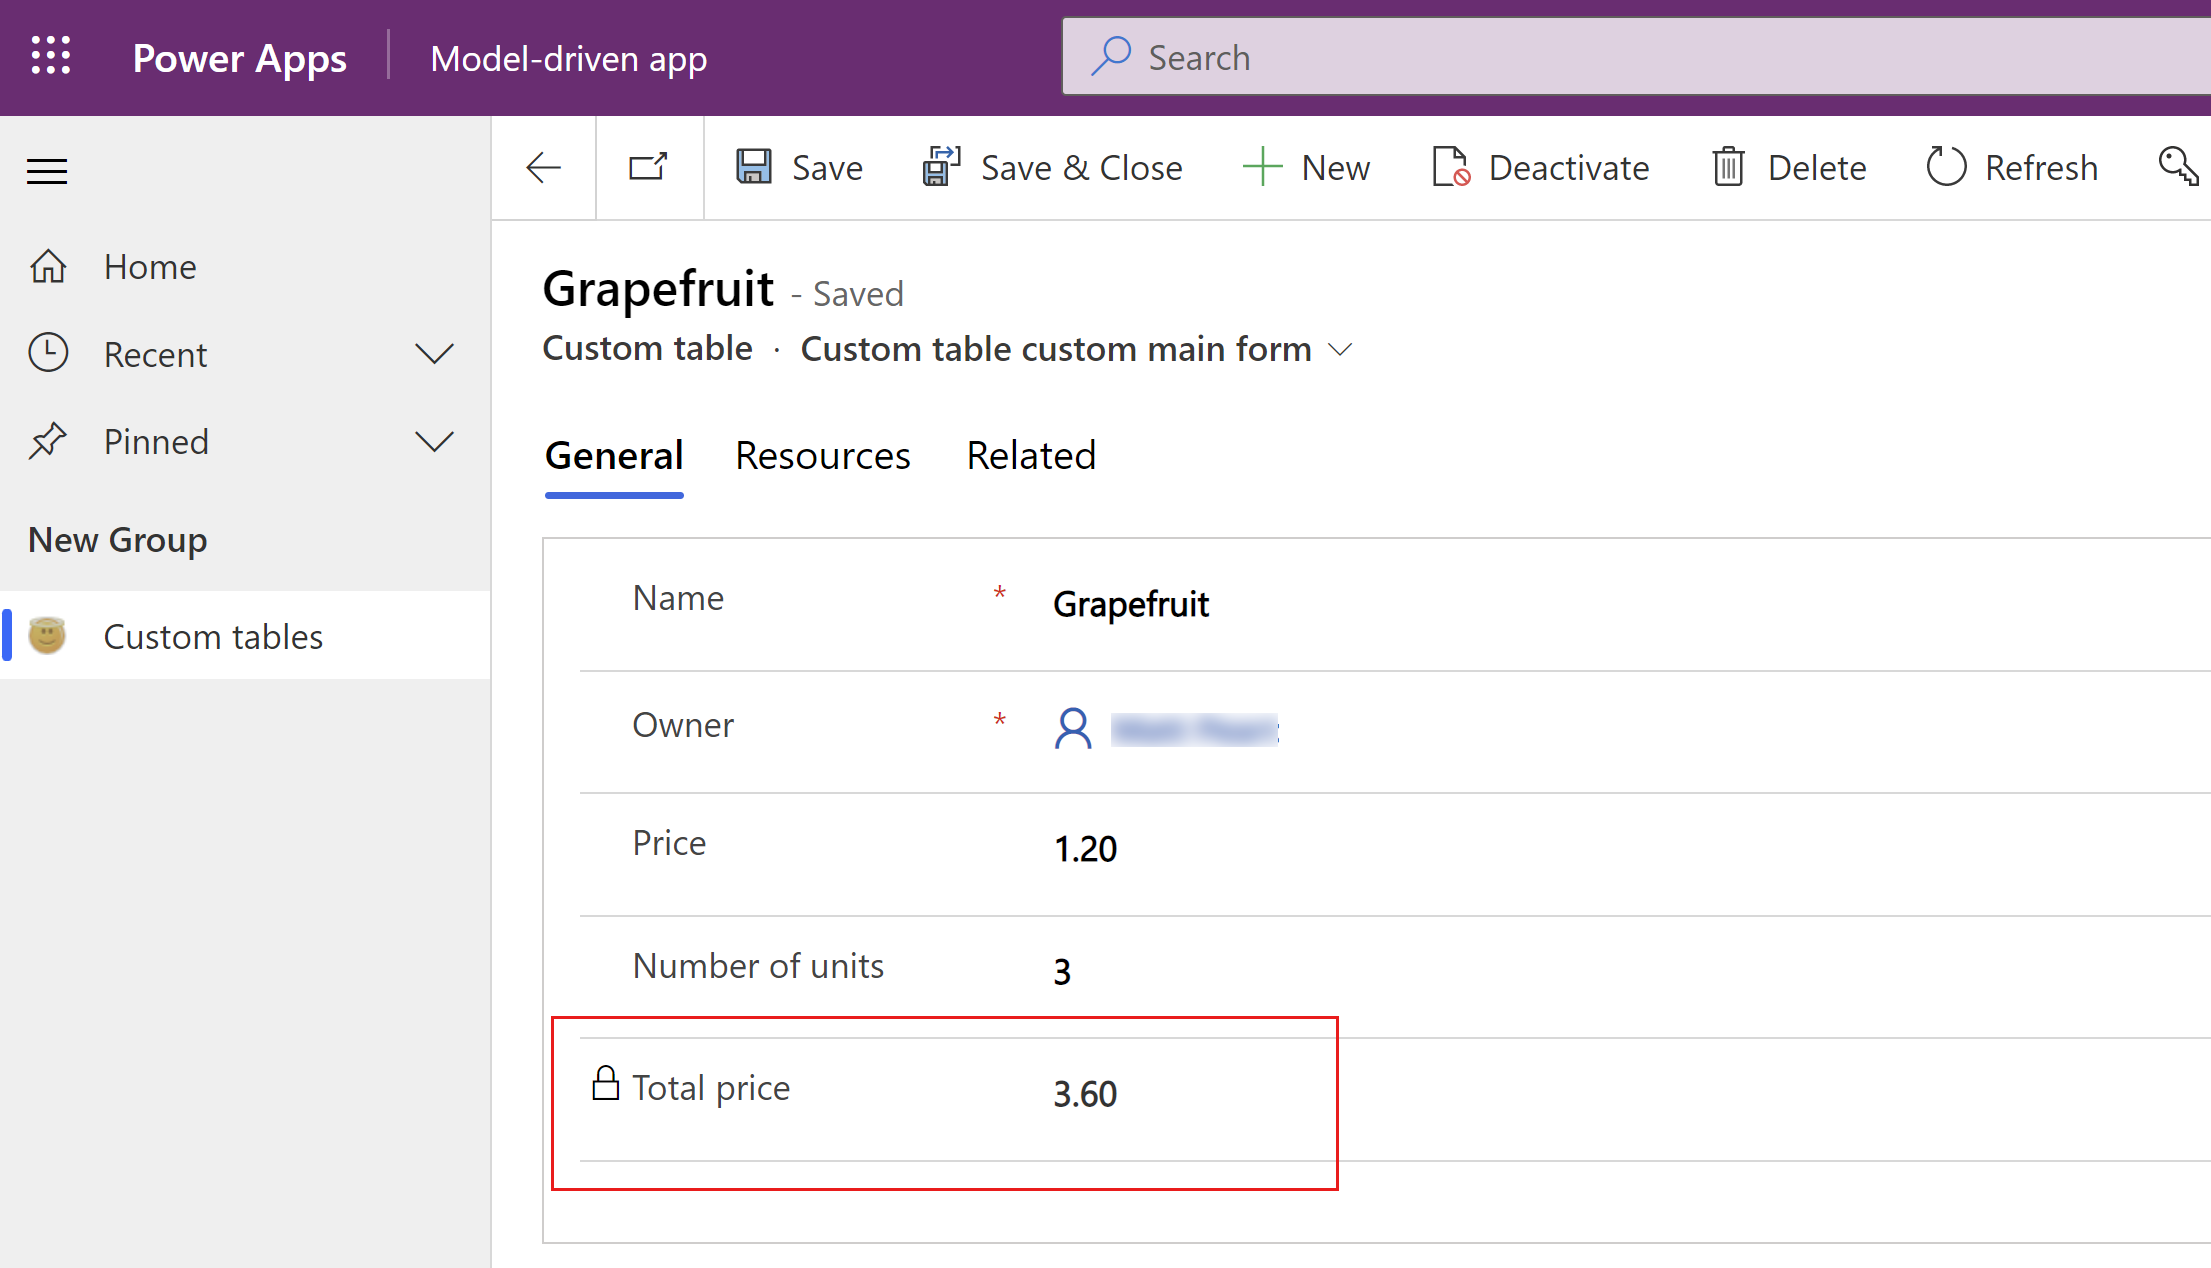 Power Apps Model-driven app Search
Save Save & Close New Deactivate Delete Refresh
Home
Recent
Pinned
New Group
Custom tables
Grapefruit - Saved
Custom table · Custom table custom main form
General Resources Related
Name * Grapefruit
Owner *
Price 1.20
Number of units 3
Total price 3.60